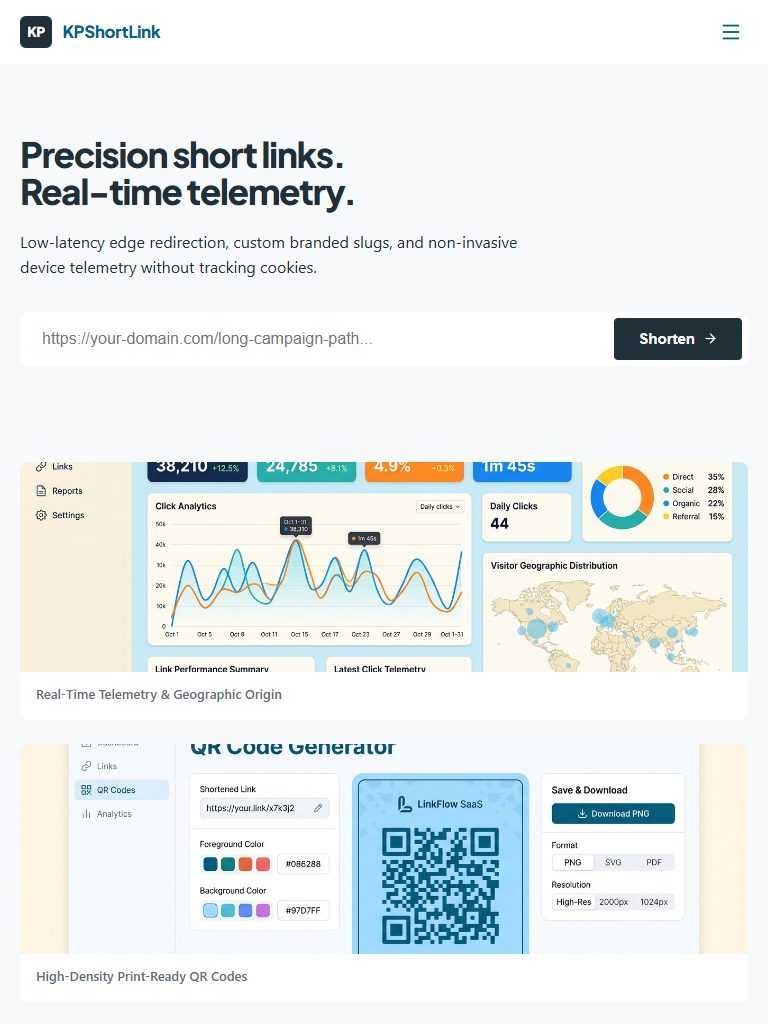 KP KPShortLink
Precision short links.
Real-time telemetry.
Low-latency edge redirection, custom branded slugs, and non-invasive
device telemetry without tracking cookies.
https://your-domain.com/long-campaign-path...
Shorten →
Links
Reports
Settings
38,210 +12.5%
24,785 +8.1%
4.9% +0.3%
1m 45s
Click Analytics
Daily clicks
50k
40k
30k
20k
10k
0
Oct 1-31
38,310
1m 45s
Oct 1 Oct 5 Oct 9 Oct 11 Oct 15 Oct 17 Oct 23 Oct 27 Oct 29 Oct 1-31
Daily Clicks
44
Direct 35%
Social 28%
Organic 22%
Referral 15%
Visitor Geographic Distribution
Link Performance Summary
Latest Click Telemetry
Real-Time Telemetry & Geographic Origin
QR Code Generator
Dashboard
Links
QR Codes
Analytics
Shortened Link
https://your.link/x7k3j2
Foreground Color
#086288
Background Color
#97D7FF
LinkFlow SaaS
Save & Download
Download PNG
Format
PNG SVG PDF
Resolution
High-Res 2000px 1024px
High-Density Print-Ready QR Codes